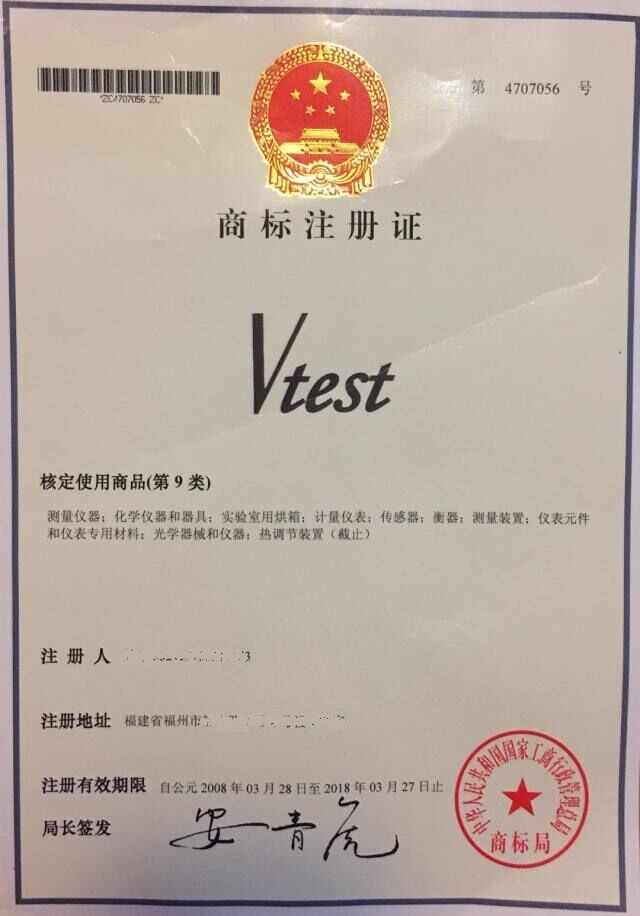 *ZC4707056 ZC*
第 4707056 号
商标注册证
Vtest
核定使用商品(第 9 类)
测量仪器；化学仪器和器具；实验室用烘箱；计量仪表；传感器；衡器；测量装置；仪表元件
和仪表专用材料；光学器械和仪器；热调节装置（截止）
注 册 人
注册地址 福建省福州市
注册有效期限 自公元 2008 年 03 月 28 日至 2018 年 03 月 27 日止
局长签发 安青虎
中华人民共和国国家工商行政管理总局
商标局